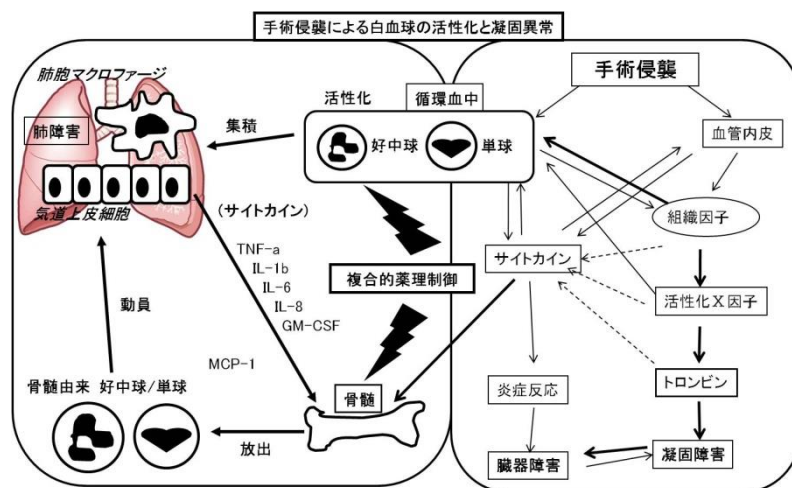 手術侵襲による白血球の活性化と凝固異常
肺胞マクロファージ
肺障害
気道上皮細胞
集積
活性化
循環血中
好中球
単球
(サイトカイン)
TNF-a
IL-1b
IL-6
IL-8
GM-CSF
MCP-1
複合的薬理制御
動員
骨髄由来 好中球/単球
放出
骨髄
手術侵襲
血管内皮
組織因子
サイトカイン
活性化X因子
炎症反応
トロンビン
臓器障害
凝固障害